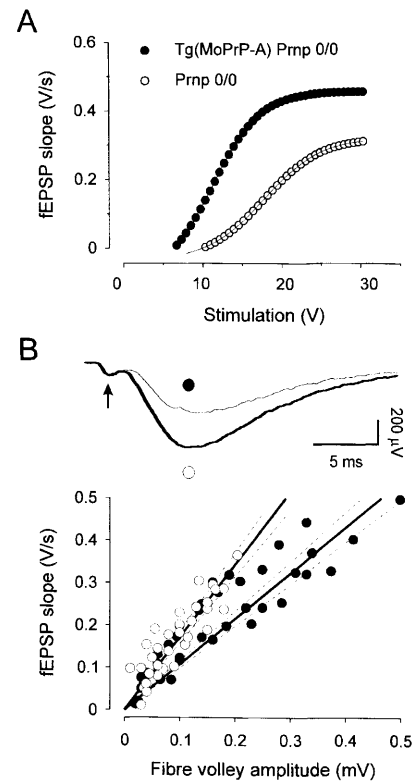 A
0.6
Tg(MoPrP-A) Prnp 0/0
Prnp 0/0
0.4
0.2
0
fEPSP slope (V/s)
0 10 20 30
Stimulation (V)
B
200 µV
5 ms
0.5
0.4
0.3
0.2
0.1
0
fEPSP slope (V/s)
0 0.1 0.2 0.3 0.4 0.5
Fibre volley amplitude (mV)